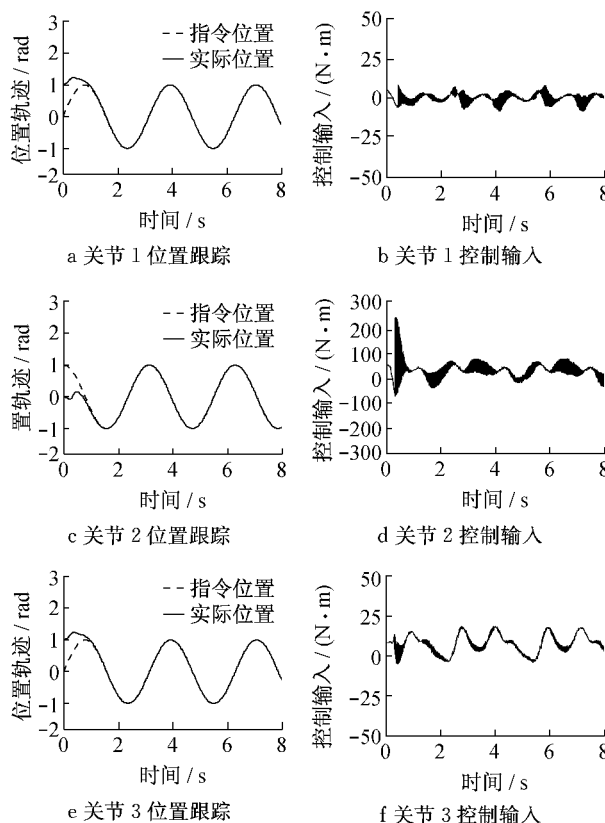 3
2
1
0
-1
-2
0 2 4 6 8
位置轨迹 / rad
指令位置
实际位置
时间 / s
a 关节 1 位置跟踪
50
25
0
-25
-50
0 2 4 6 8
控制输入 / (N·m)
时间 / s
b 关节 1 控制输入
3
2
1
0
-1
-2
0 2 4 6 8
置轨迹 / rad
指令位置
实际位置
时间 / s
c 关节 2 位置跟踪
300
200
100
0
-100
-200
-300
0 2 4 6 8
控制输入 / (N·m)
时间 / s
d 关节 2 控制输入
3
2
1
0
-1
-2
0 2 4 6 8
位置轨迹 / rad
指令位置
实际位置
时间 / s
e 关节 3 位置跟踪
50
25
0
-25
-50
0 2 4 6 8
控制输入 / (N·m)
时间 / s
f 关节 3 控制输入